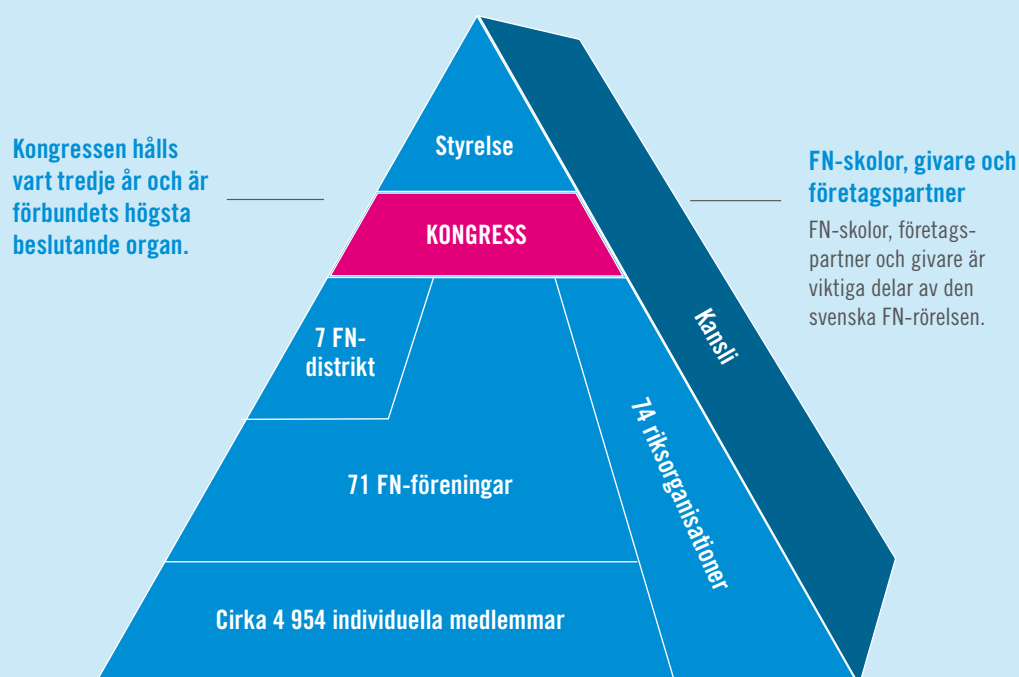 Kongressen hålls
vart tredje år och är
förbundets högsta
beslutande organ.
Styrelse
KONGRESS
7 FN-
distrikt
71 FN-föreningar
Cirka 4 954 individuella medlemmar
74 riksorganisationer
Kansli
FN-skolor, givare och
företagspartner
FN-skolor, företags-
partner och givare är
viktiga delar av den
svenska FN-rörelsen.